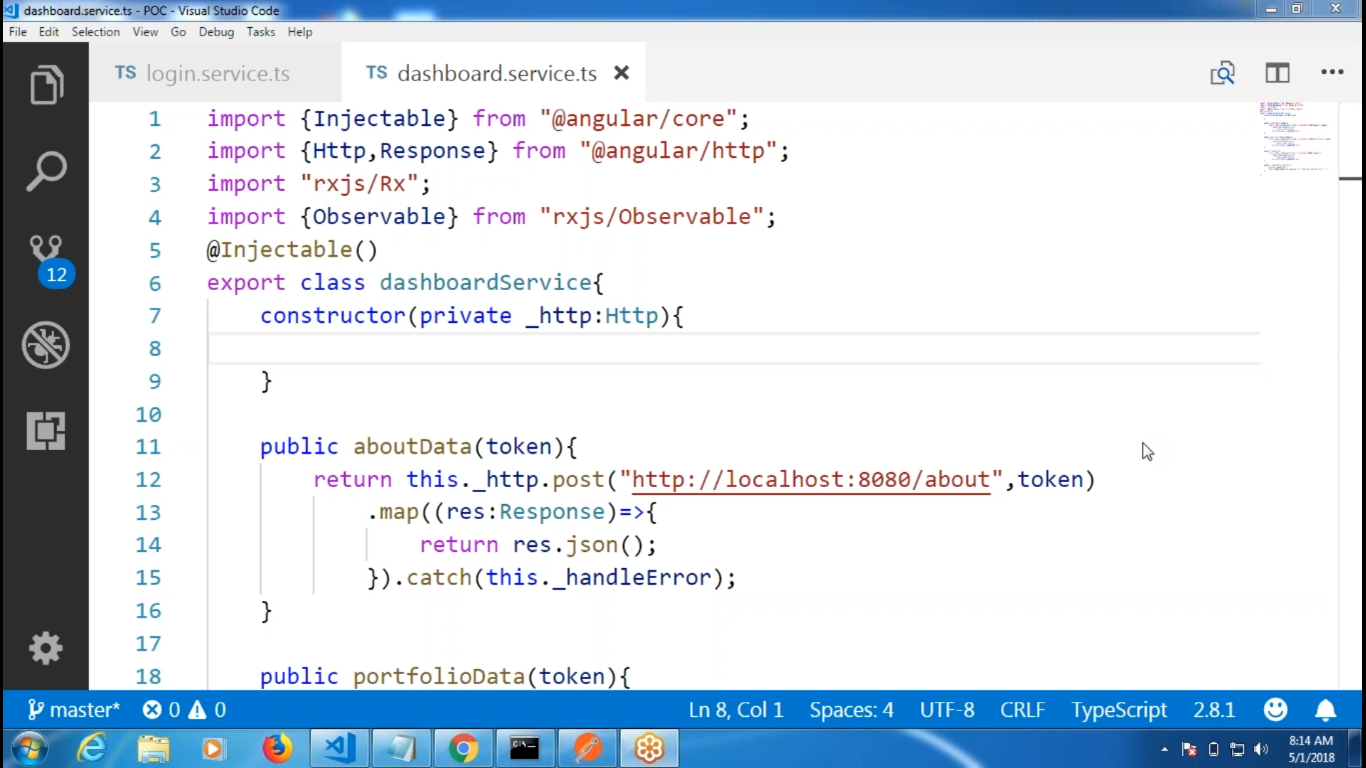 dashboard.service.ts - POC - Visual Studio Code
File Edit Selection View Go Debug Tasks Help
TS login.service.ts TS dashboard.service.ts
1 import {Injectable} from "@angular/core";
2 import {Http,Response} from "@angular/http";
3 import "rxjs/Rx";
4 import {Observable} from "rxjs/Observable";
5 @Injectable()
6 export class dashboardService{
7 constructor(private _http:Http){
8
9 }
10
11 public aboutData(token){
12 return this._http.post("http://localhost:8080/about",token)
13 .map((res:Response)=>{
14 return res.json();
15 }).catch(this._handleError);
16 }
17
18 public portfolioData(token){
12
master* 0 0 Ln 8, Col 1 Spaces: 4 UTF-8 CRLF TypeScript 2.8.1
8:14 AM
5/1/2018